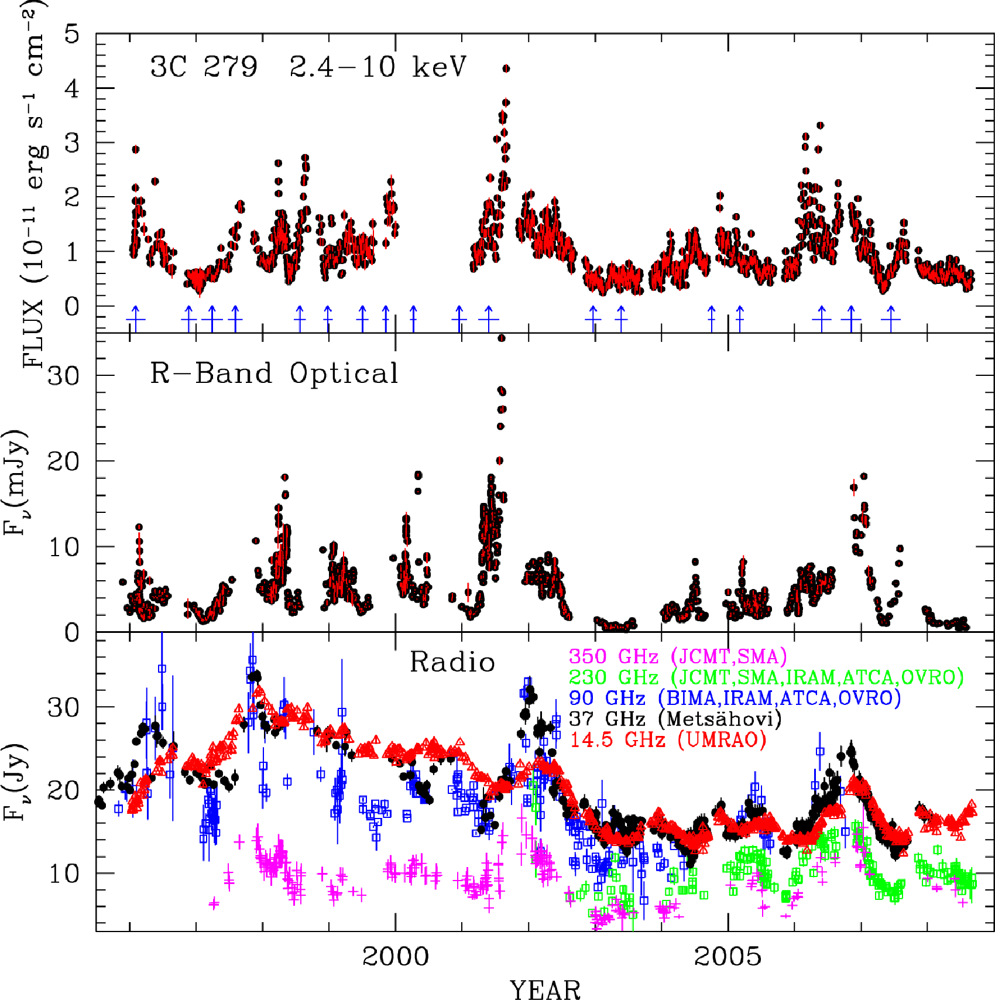 FLUX (10⁻¹¹ erg s⁻¹ cm⁻²)
5
4
3
2
1
0
3C 279 2.4−10 keV
Fν(mJy)
30
20
10
0
R−Band Optical
Fν(Jy)
30
20
10
Radio
350 GHz (JCMT,SMA)
230 GHz (JCMT,SMA,IRAM,ATCA,OVRO)
90 GHz (BIMA,IRAM,ATCA,OVRO)
37 GHz (Metsähovi)
14.5 GHz (UMRAO)
2000
2005
YEAR